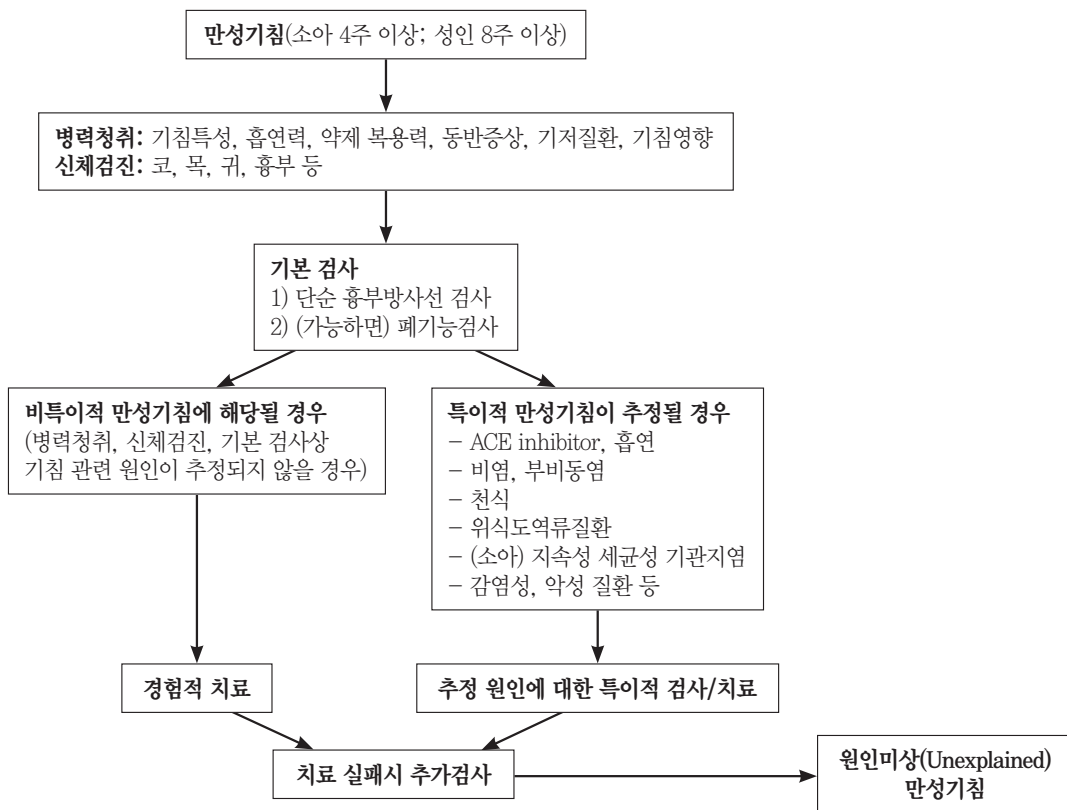 만성기침(소아 4주 이상; 성인 8주 이상)
병력청취: 기침특성, 흡연력, 약제 복용력, 동반증상, 기저질환, 기침영향
신체검진: 코, 목, 귀, 흉부 등
기본 검사
1) 단순 흉부방사선 검사
2) (가능하면) 폐기능검사
비특이적 만성기침에 해당될 경우
(병력청취, 신체검진, 기본 검사상
기침 관련 원인이 추정되지 않을 경우)
특이적 만성기침이 추정될 경우
– ACE inhibitor, 흡연
– 비염, 부비동염
– 천식
– 위식도역류질환
– (소아) 지속성 세균성 기관지염
– 감염성, 악성 질환 등
경험적 치료
추정 원인에 대한 특이적 검사/치료
치료 실패시 추가검사
원인미상(Unexplained)
만성기침